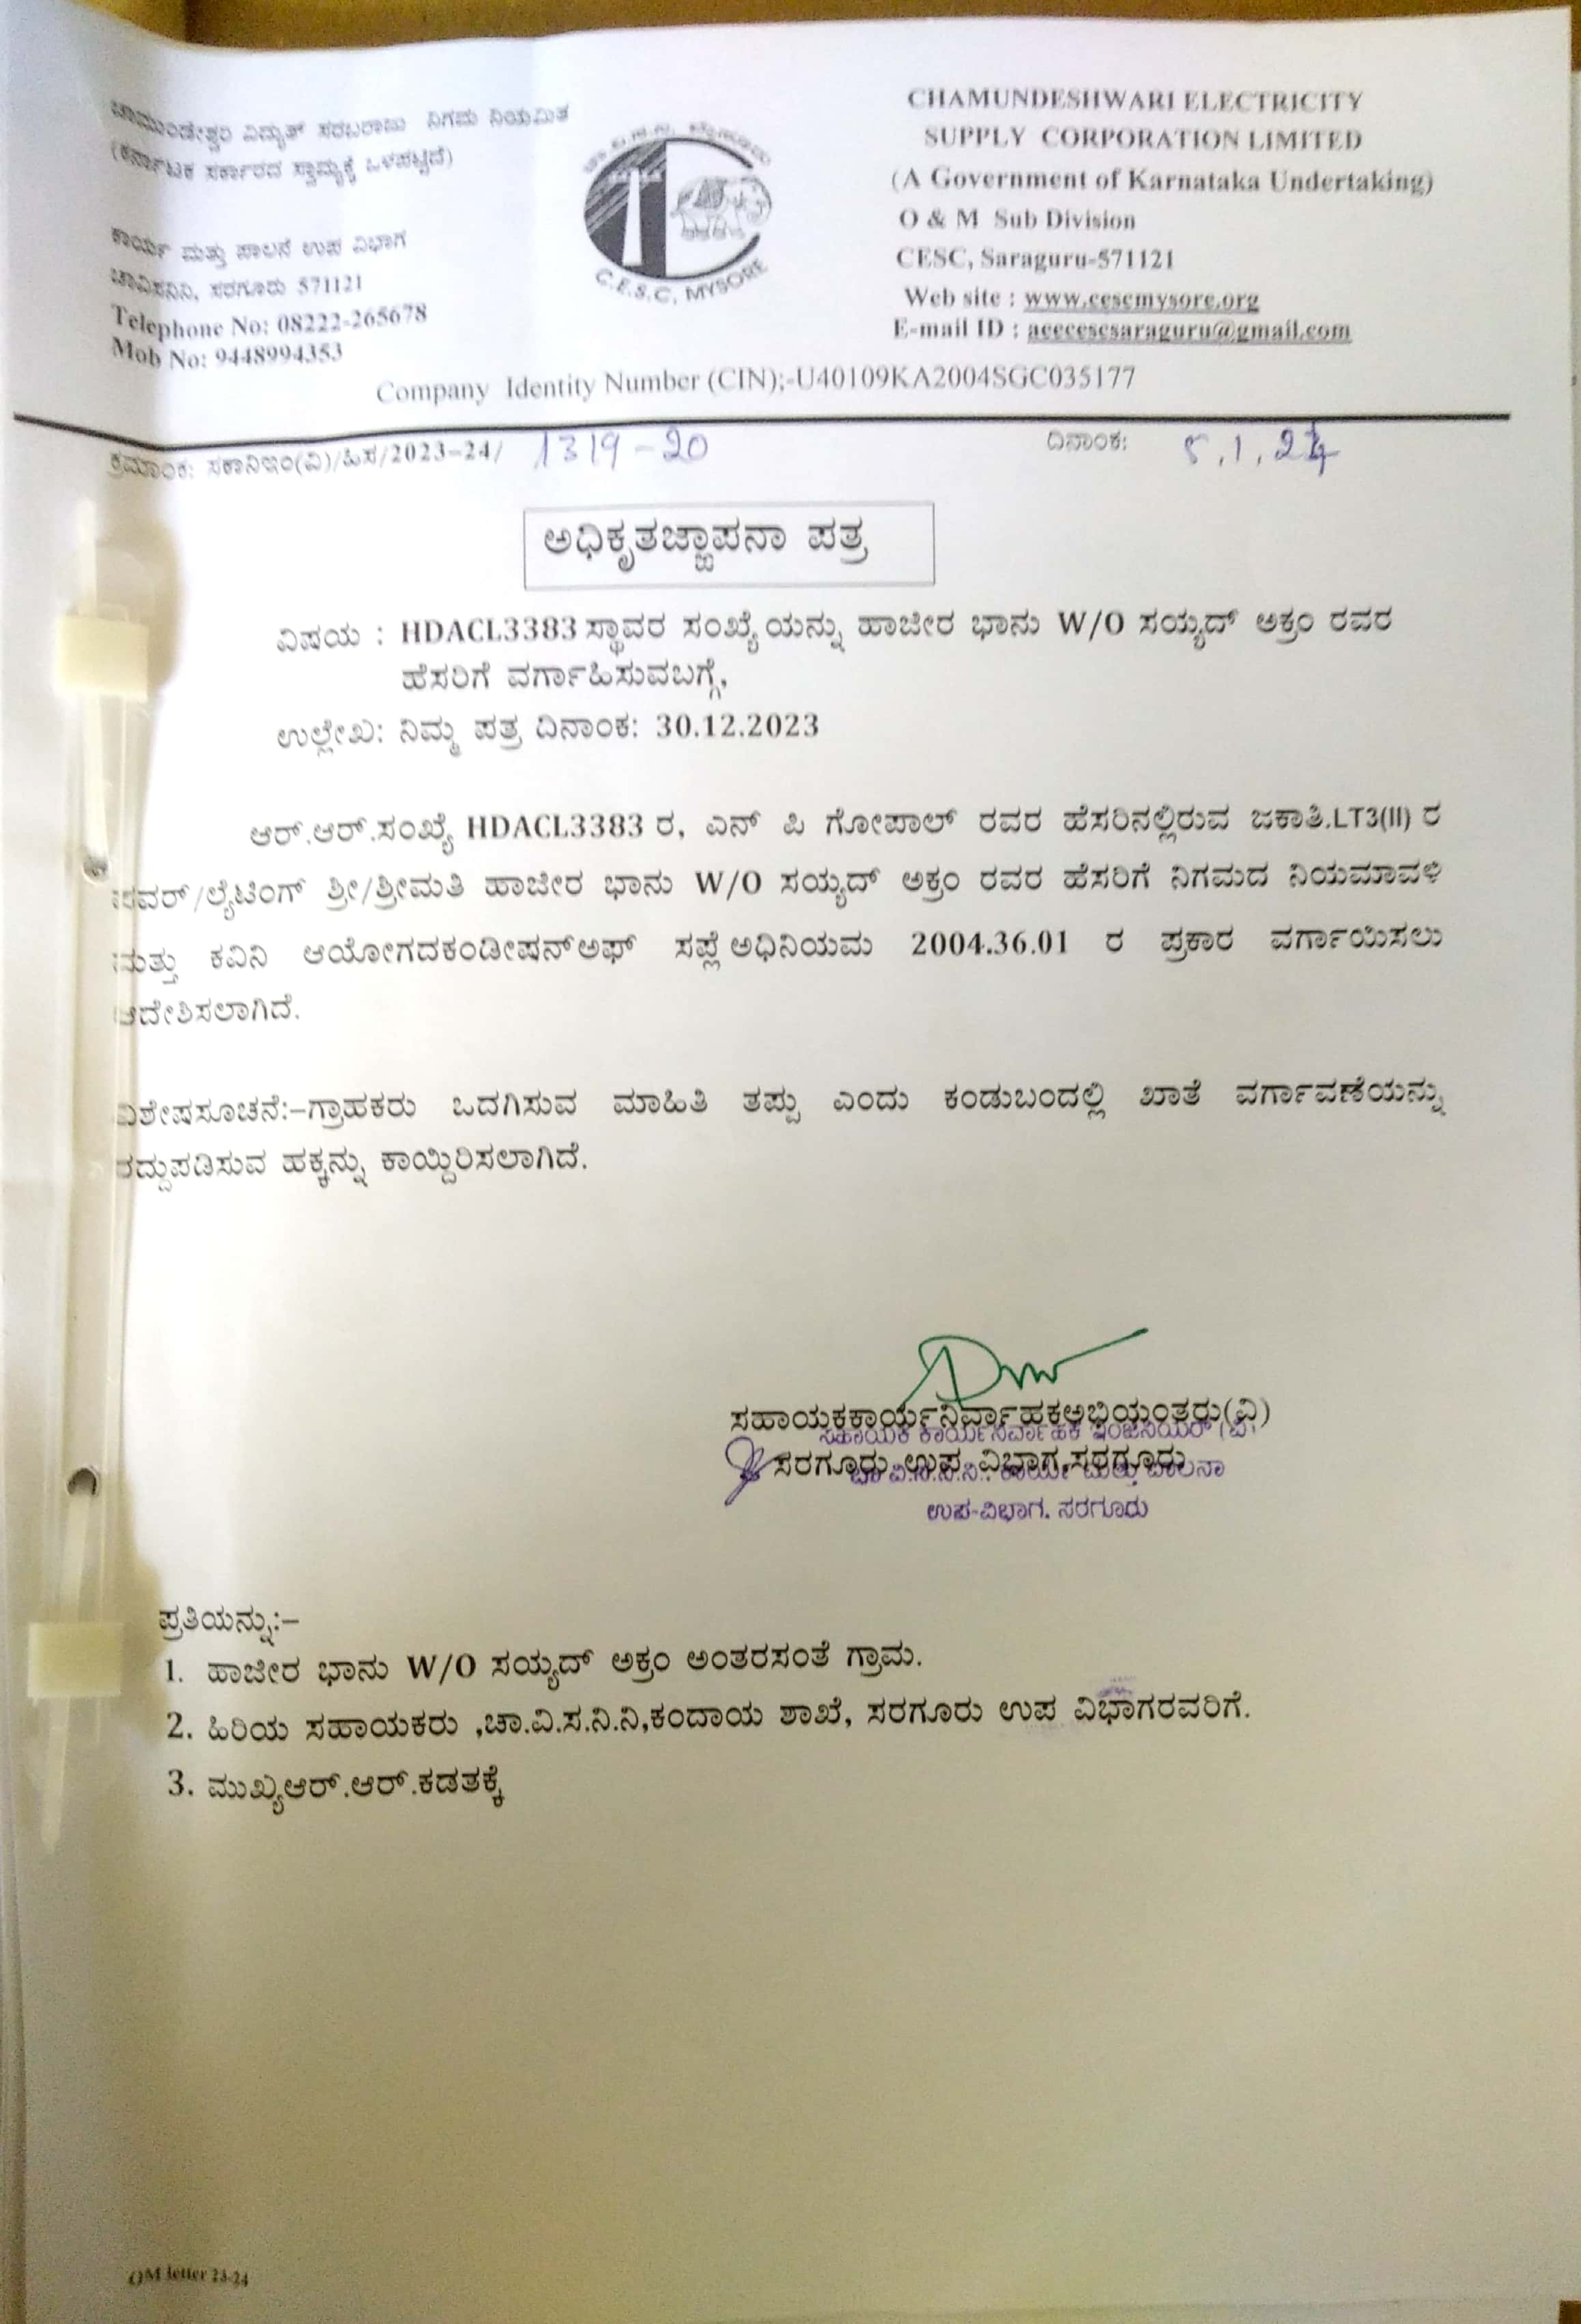 ಚಾಮುಂಡೇಶ್ವರಿ ವಿದ್ಯುತ್ ಸರಬರಾಜು ನಿಗಮ ನಿಯಮಿತ
(ಕರ್ನಾಟಕ ಸರ್ಕಾರದ ಸ್ವಾಮ್ಯಕ್ಕೆ ಒಳಪಟ್ಟಿದೆ)
ಕಾರ್ಯ ಮತ್ತು ಪಾಲನೆ ಉಪ ವಿಭಾಗ
ಚಾವಿಸನಿನಿ, ಸರಗೂರು 571121
Telephone No: 08222-265678
Mob No: 9448994353
C.E.S.C, MYSORE
CHAMUNDESHWARI ELECTRICITY
SUPPLY CORPORATION LIMITED
(A Government of Karnataka Undertaking)
O & M Sub Division
CESC, Saraguru-571121
Web site : www.cescmysore.org
E-mail ID : aeecescsaraguru@gmail.com
Company Identity Number (CIN);-U40109KA2004SGC035177
ಕ್ರಮಾಂಕ: ಸಕಾನಿಇಂ(ವಿ)/ಹಿಸ/2023-24/ 1319-20 ದಿನಾಂಕ: 5.1.24
ಅಧಿಕೃತಜ್ಞಾಪನಾ ಪತ್ರ
ವಿಷಯ : HDACL3383 ಸ್ಥಾವರ ಸಂಖ್ಯೆಯನ್ನು ಹಾಜೀರ ಭಾನು W/O ಸಯ್ಯದ್ ಅಕ್ರಂ ರವರ
ಹೆಸರಿಗೆ ವರ್ಗಾಹಿಸುವಬಗ್ಗೆ,
ಉಲ್ಲೇಖ: ನಿಮ್ಮ ಪತ್ರ ದಿನಾಂಕ: 30.12.2023
ಆರ್.ಆರ್.ಸಂಖ್ಯೆ HDACL3383 ರ, ಎನ್ ಪಿ ಗೋಪಾಲ್ ರವರ ಹೆಸರಿನಲ್ಲಿರುವ ಜಕಾತಿ.LT3(II) ರ
ಪವರ್/ಲೈಟಿಂಗ್ ಶ್ರೀ/ಶ್ರೀಮತಿ ಹಾಜೀರ ಭಾನು W/O ಸಯ್ಯದ್ ಅಕ್ರಂ ರವರ ಹೆಸರಿಗೆ ನಿಗಮದ ನಿಯಮಾವಳಿ
ಮತ್ತು ಕವಿನಿ ಆಯೋಗದಕಂಡೀಷನ್‌ಅಫ್ ಸಪ್ಲೆ ಅಧಿನಿಯಮ 2004.36.01 ರ ಪ್ರಕಾರ ವರ್ಗಾಯಿಸಲು
ಆದೇಶಿಸಲಾಗಿದೆ.
ವಿಶೇಷಸೂಚನೆ:-ಗ್ರಾಹಕರು ಒದಗಿಸುವ ಮಾಹಿತಿ ತಪ್ಪು ಎಂದು ಕಂಡುಬಂದಲ್ಲಿ ಖಾತೆ ವರ್ಗಾವಣೆಯನ್ನು
ರದ್ದುಪಡಿಸುವ ಹಕ್ಕನ್ನು ಕಾಯ್ದಿರಿಸಲಾಗಿದೆ.
ಸಹಾಯಕಕಾರ್ಯನಿರ್ವಾಹಕಅಭಿಯಂತರು(ವಿ)
ಸಹಾಯಕ ಕಾರ್ಯನಿರ್ವಾಹಕ ಇಂಜಿನಿಯರ್ (ವಿ)
ಸರಗೂರು ಉಪ ವಿಭಾಗ,ಸರಗೂರು
ಚಾ.ವಿ.ಸ.ನಿ.ನಿ. ಕಾರ್ಯ ಮತ್ತು ಪಾಲನಾ
ಉಪ-ವಿಭಾಗ. ಸರಗೂರು
ಪ್ರತಿಯನ್ನು:-
1. ಹಾಜೀರ ಭಾನು W/O ಸಯ್ಯದ್ ಅಕ್ರಂ ಅಂತರಸಂತೆ ಗ್ರಾಮ.
2. ಹಿರಿಯ ಸಹಾಯಕರು ,ಚಾ.ವಿ.ಸ.ನಿ.ನಿ,ಕಂದಾಯ ಶಾಖೆ, ಸರಗೂರು ಉಪ ವಿಭಾಗರವರಿಗೆ.
3. ಮುಖ್ಯಆರ್.ಆರ್.ಕಡತಕ್ಕೆ
OM letter 23-24